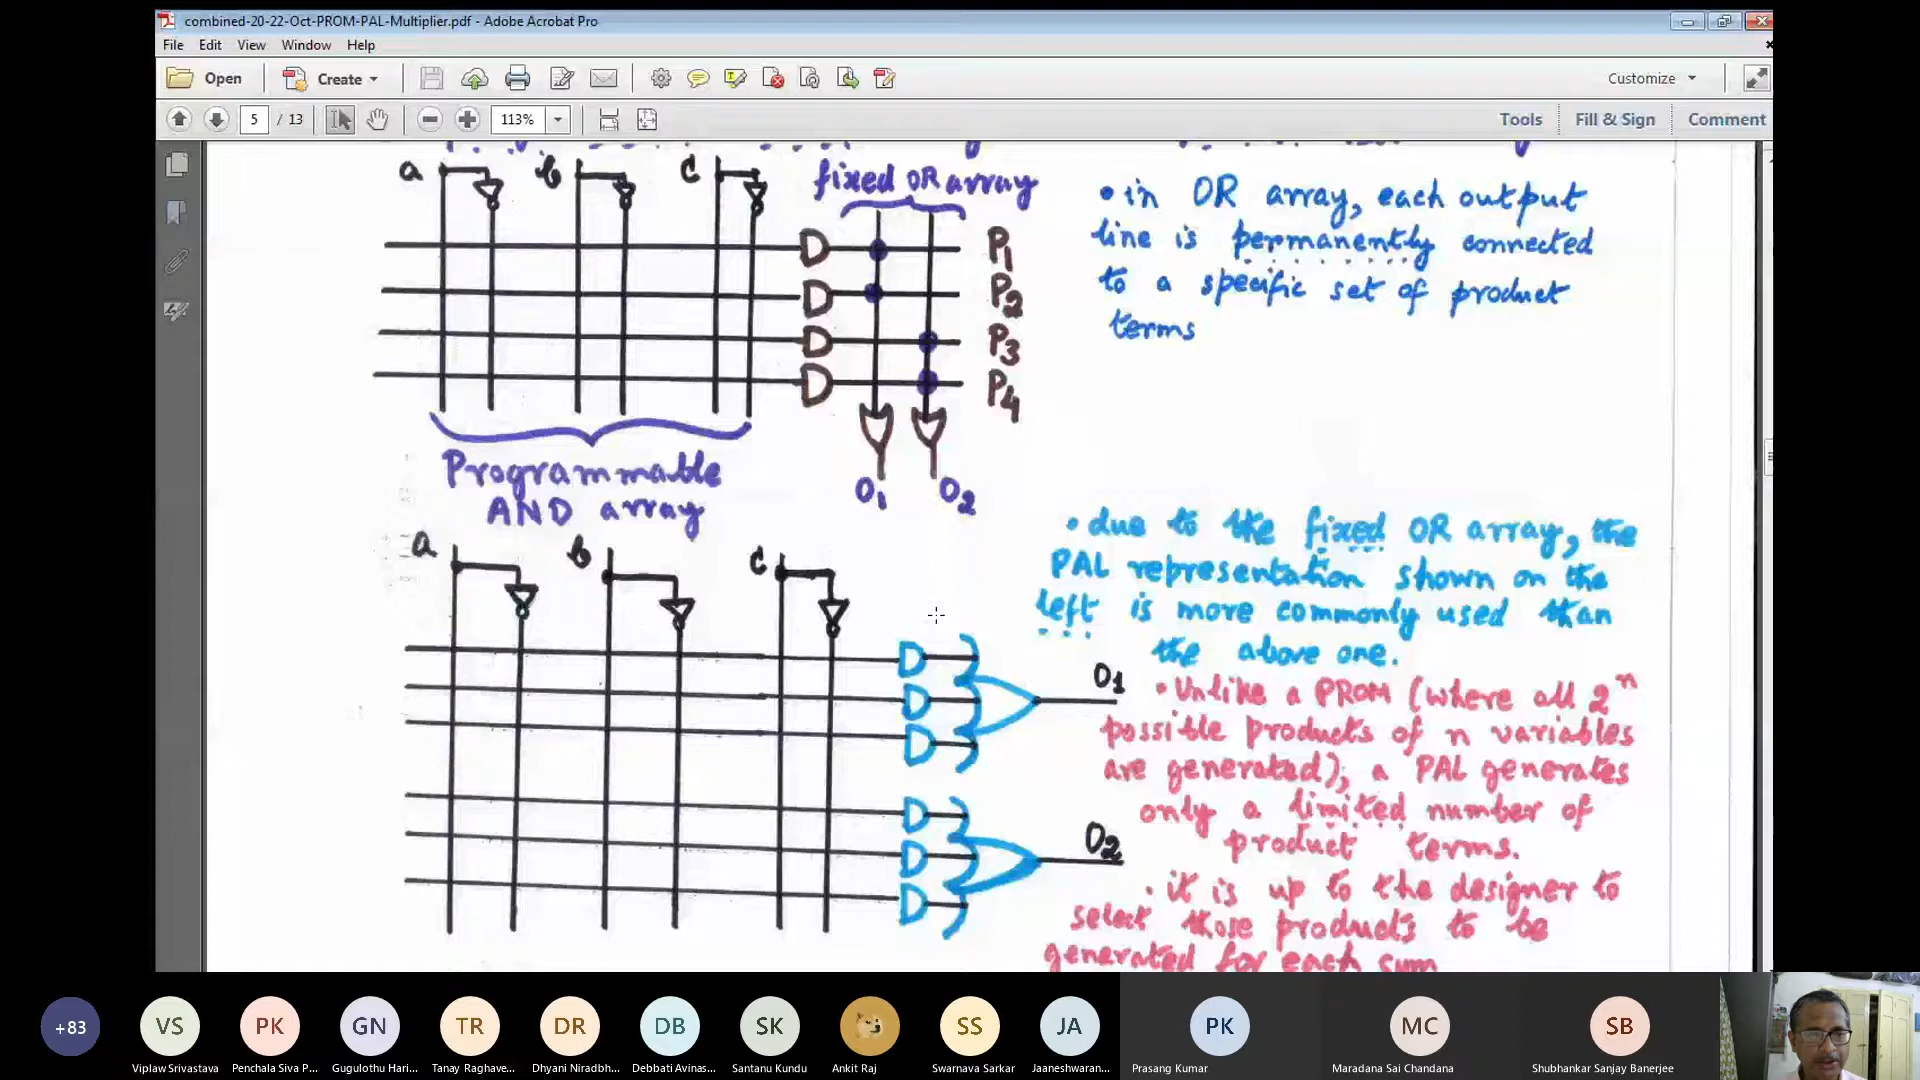 combined-20-22-Oct-PROM-PAL-Multiplier.pdf - Adobe Acrobat Pro
File Edit View Window Help
Open Create Customize
5 / 13 113% Tools Fill & Sign Comment
a b c fixed OR array
P1
P2
P3
P4
O1 O2
Programmable
AND array
• in OR array, each output
line is permanently connected
to a specific set of product
terms
a b c
O1
O2
• due to the fixed OR array, the
PAL representation shown on the
left is more commonly used than
the above one.
• Unlike a PROM (where all 2^n
possible products of n variables
are generated), a PAL generates
only a limited number of
product terms.
• it is up to the designer to
select those products to be
generated for each sum
+83 VS PK GN TR DR DB SK SS JA PK MC SB
Viplaw Srivastava Penchala Siva P... Gugulothu Hari... Tanay Raghave... Dhyani Niradbh... Debbati Avinas... Santanu Kundu Ankit Raj Swarnava Sarkar Jaaneshwaran... Prasang Kumar Maradana Sai Chandana Shubhankar Sanjay Banerjee